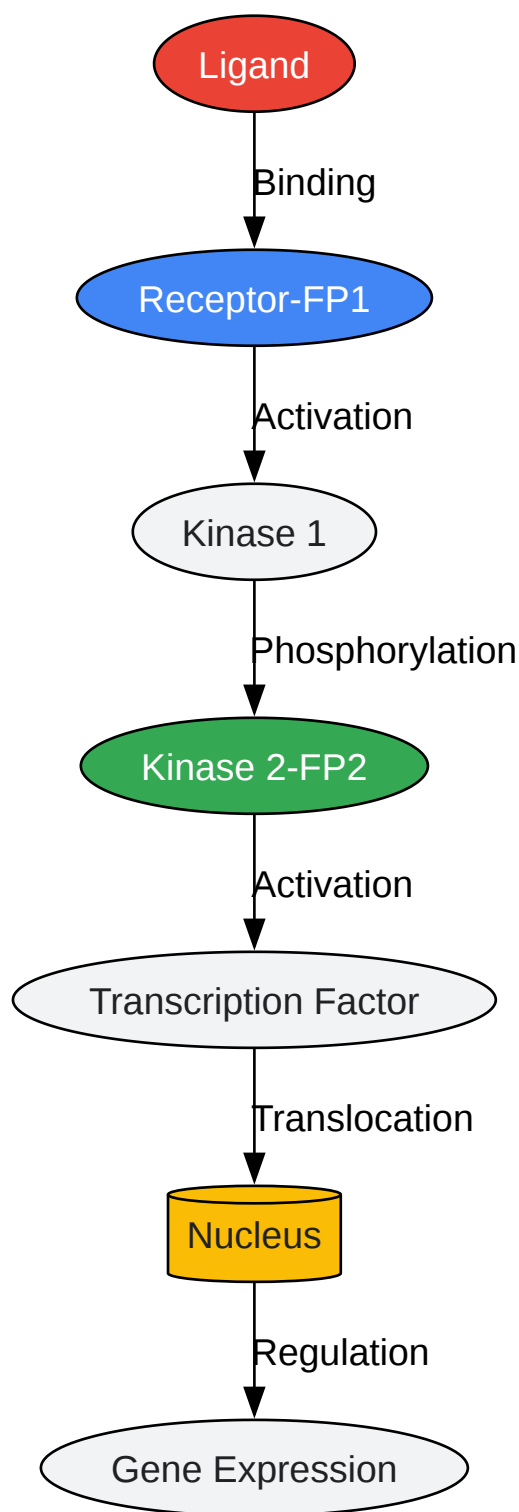 Ligand
Binding
Receptor-FP1
Activation
Kinase 1
Phosphorylation
Kinase 2-FP2
Activation
Transcription Factor
Translocation
Nucleus
Regulation
Gene Expression